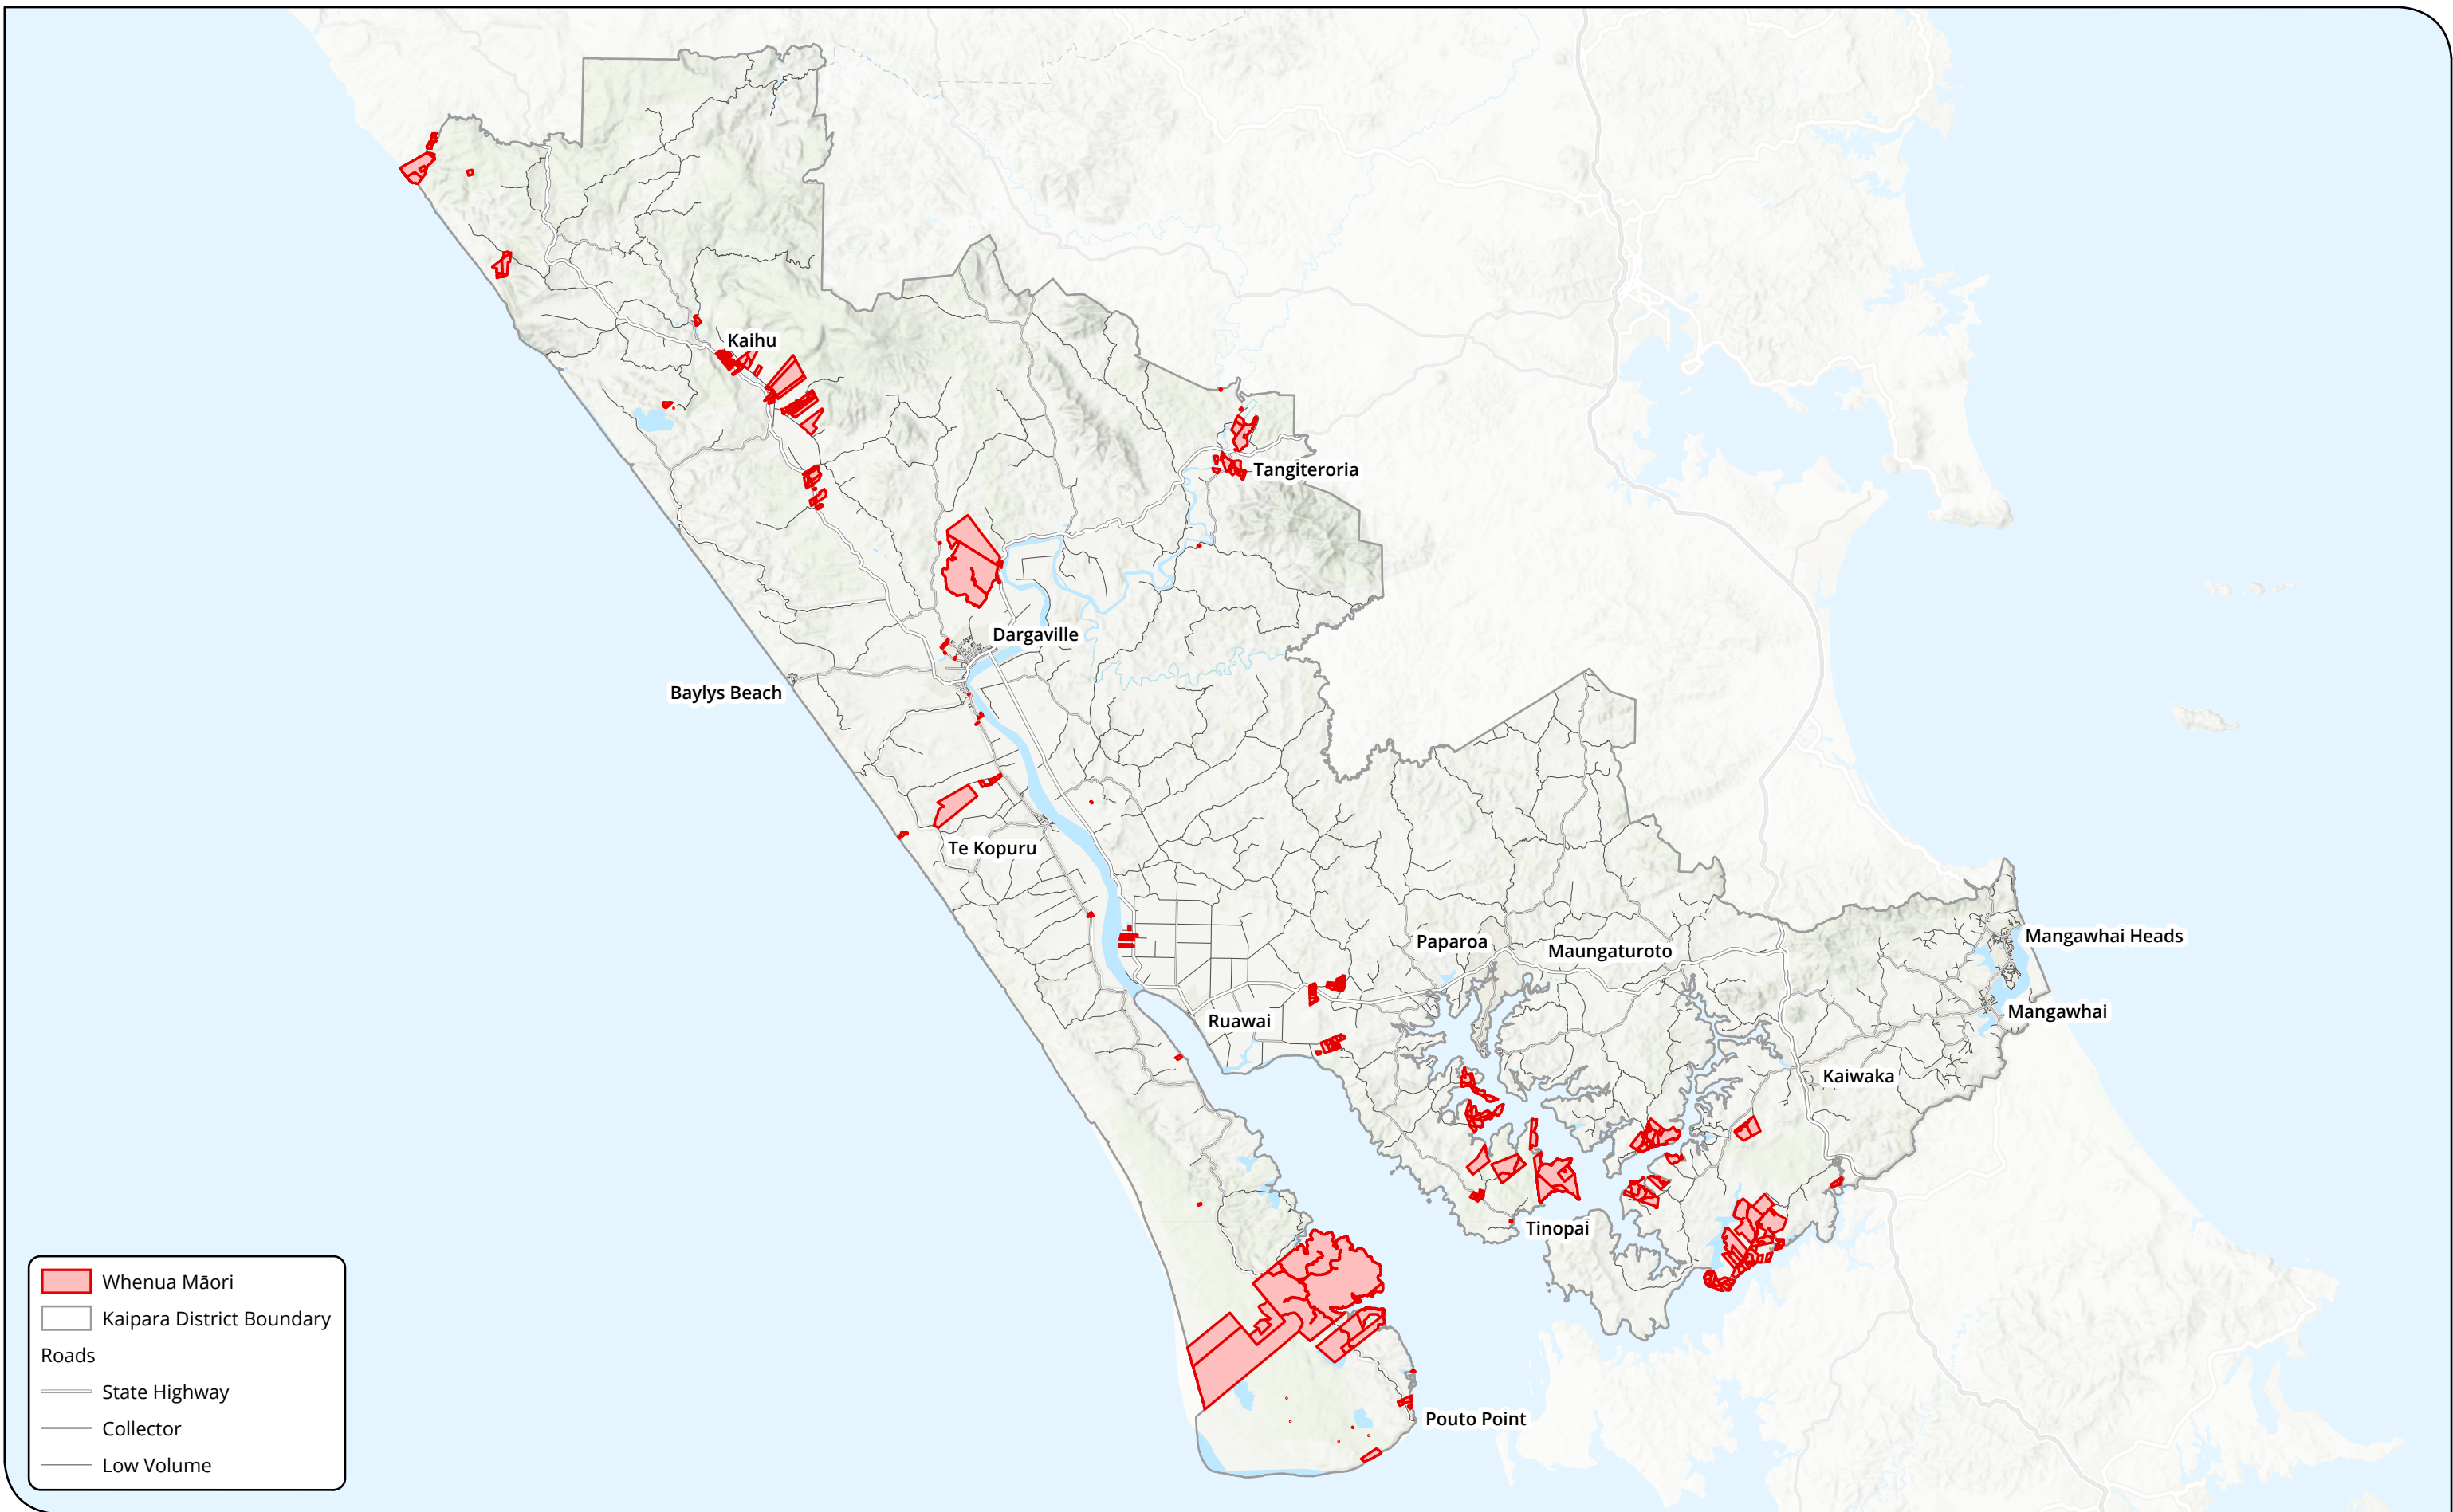 Kaihu
Tangiteroria
Dargaville
Baylys Beach
Te Kopuru
Mangawhai Heads
Paparoa
Maungaturoto
Mangawhai
Ruawai
Kaiwaka
Tinopai
Pouto Point
Whenua Māori
Kaipara District Boundary
Roads
State Highway
Collector
Low Volume